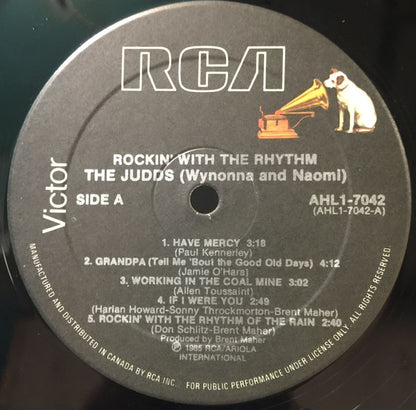 RCA
Victor
ROCKIN' WITH THE RHYTHM
THE JUDDS (Wynonna and Naomi)
SIDE A
AHL1-7042
(AHL1-7042-A)
1. HAVE MERCY 3:18
(Paul Kennerley)
2. GRANDPA (Tell Me 'Bout the Good Old Days) 4:12
(Jamie O'Hara)
3. WORKING IN THE COAL MINE 3:02
(Allen Toussaint)
4. IF I WERE YOU 2:49
(Harlan Howard-Sonny Throckmorton-Brent Maher)
5. ROCKIN' WITH THE RHYTHM OF THE RAIN 2:40
(Don Schlitz-Brent Maher)
Produced by Brent Maher
℗ 1985 RCA/ARIOLA
INTERNATIONAL
MANUFACTURED AND DISTRIBUTED IN CANADA BY RCA INC. FOR PUBLIC PERFORMANCE UNDER LICENSE ONLY. ALL RIGHTS RESERVED.